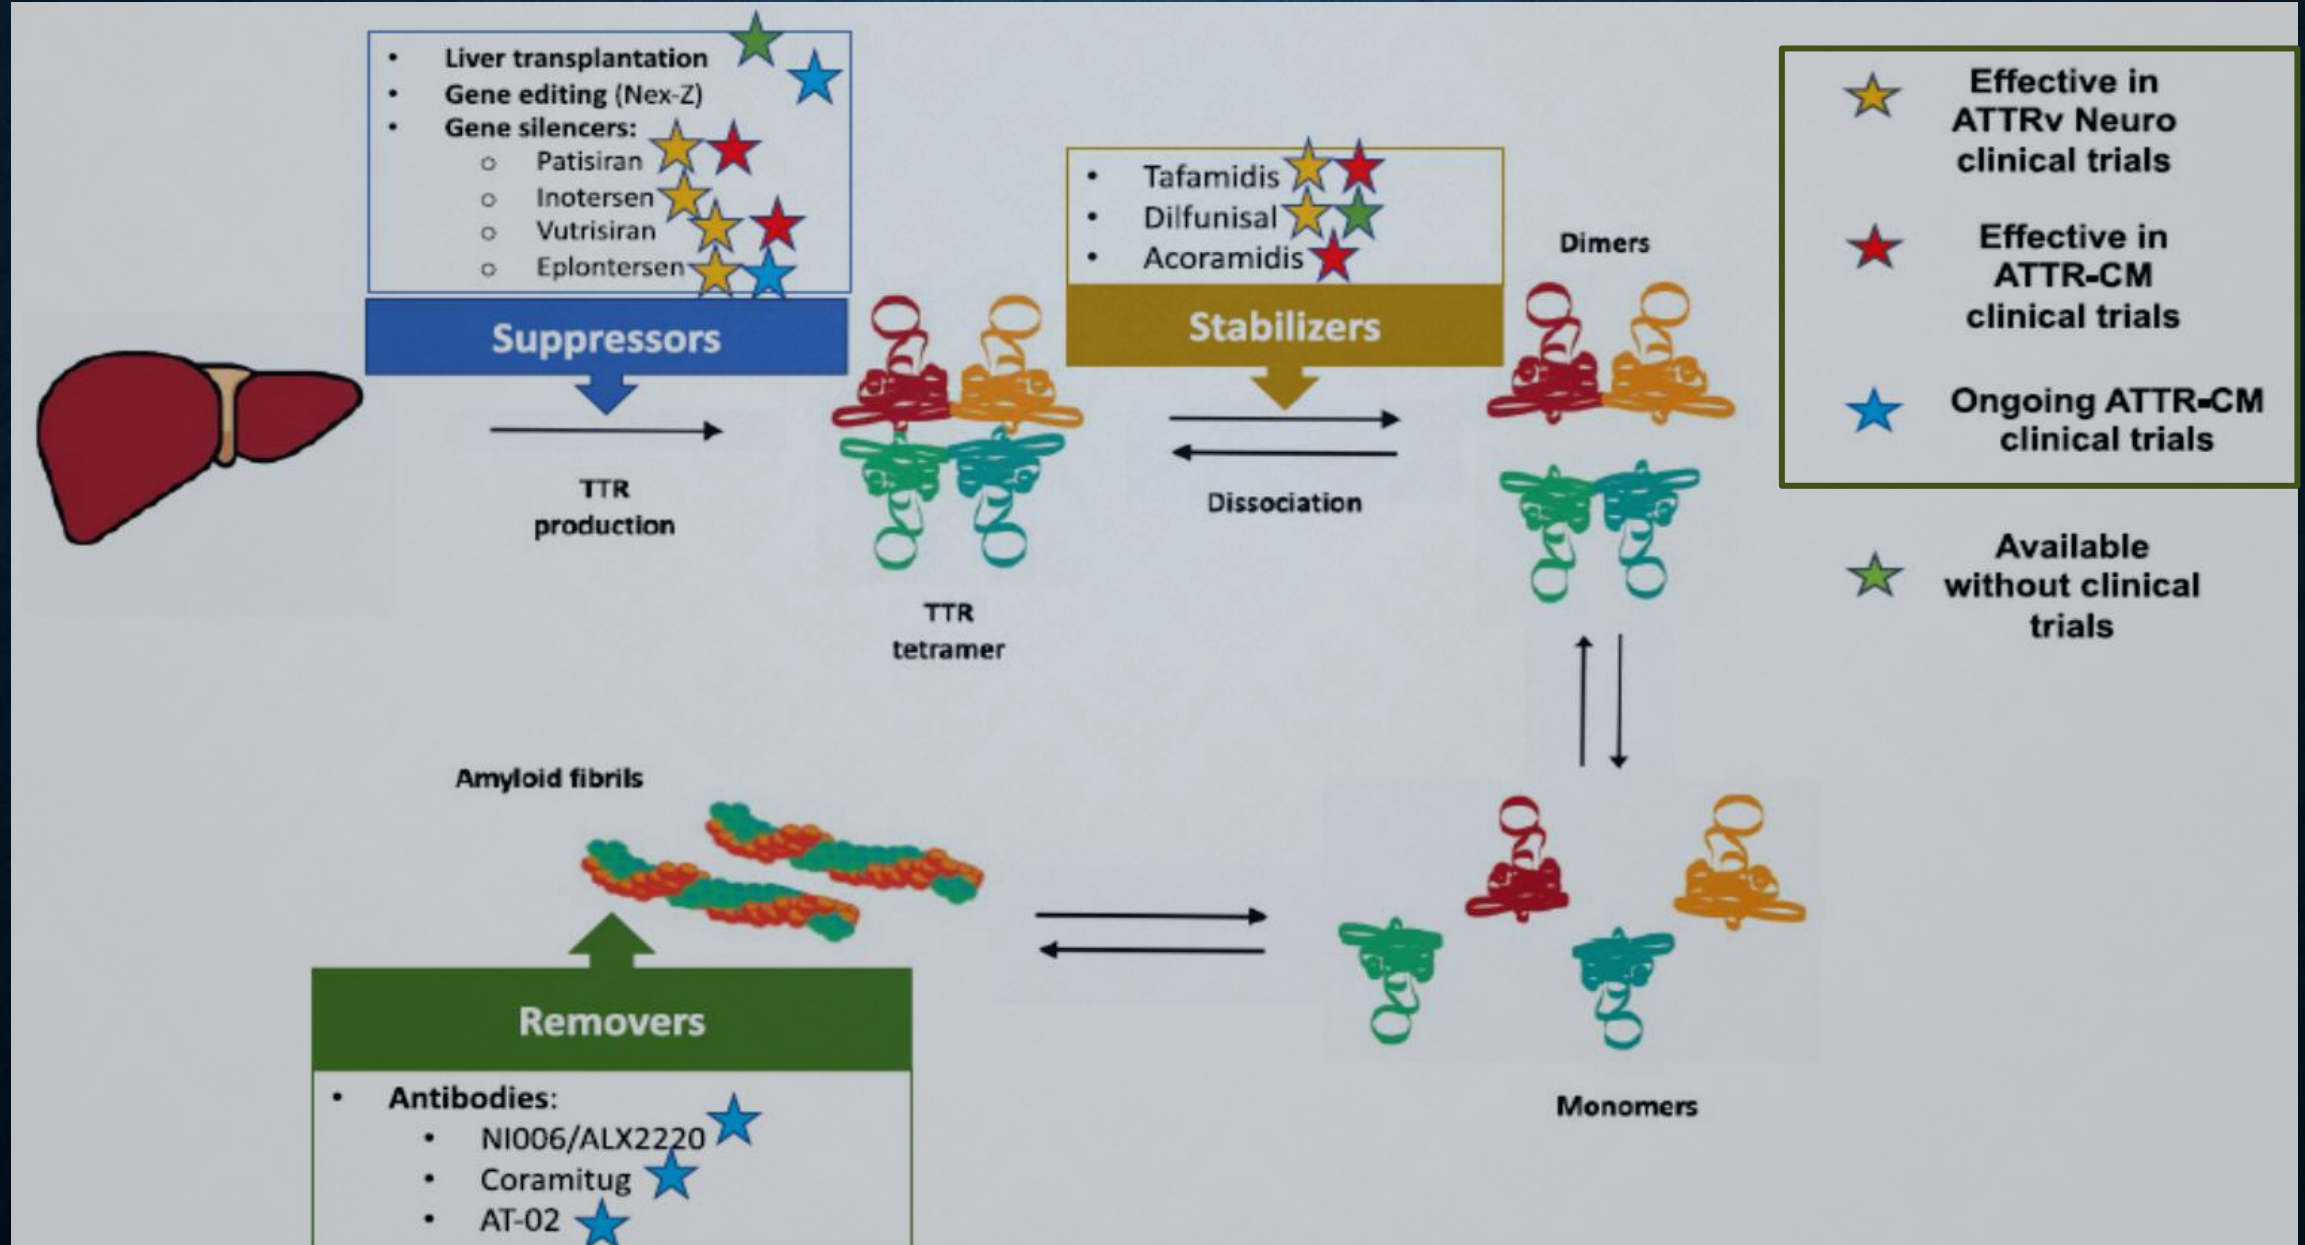 Liver transplantation
Gene editing (Nex-Z)
Gene silencers:
Patisiran
Inotersen
Vutrisiran
Eplontersen
Suppressors
TTR
production
TTR
tetramer
Tafamidis
Dilfunisal
Acoramidis
Stabilizers
Dissociation
Dimers
Effective in
ATTRv Neuro
clinical trials
Effective in
ATTR-CM
clinical trials
Ongoing ATTR-CM
clinical trials
Available
without clinical
trials
Amyloid fibrils
Monomers
Removers
Antibodies:
NI006/ALX2220
Coramitug
AT-02